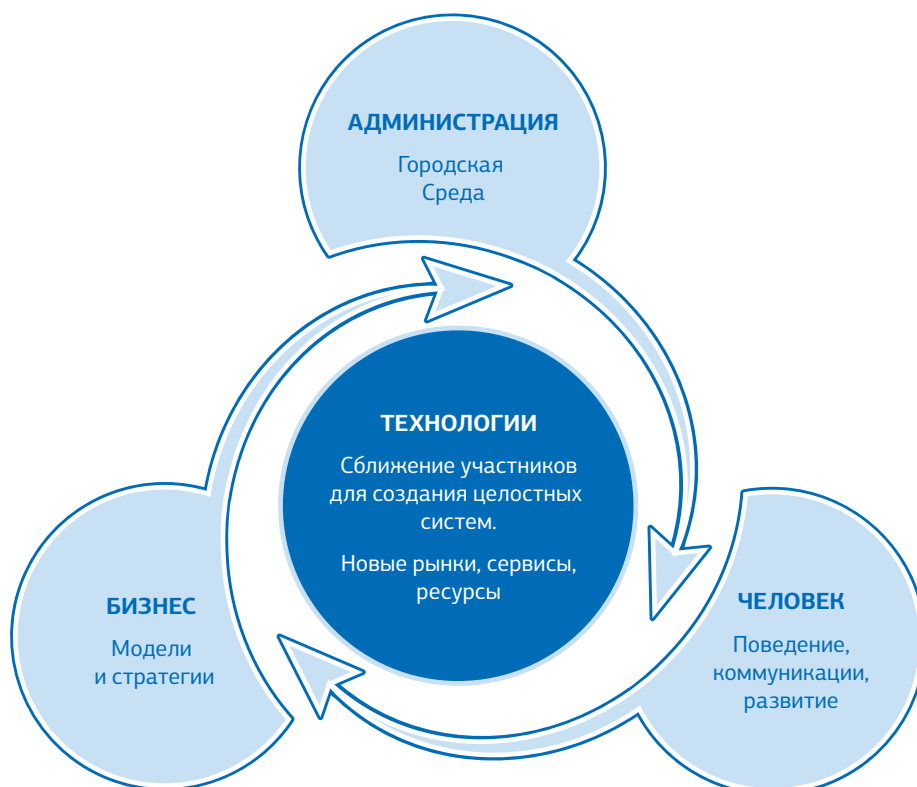 АДМИНИСТРАЦИЯ
Городская
Среда
ТЕХНОЛОГИИ
Сближение участников
для создания целостных
систем.
Новые рынки, сервисы,
ресурсы
БИЗНЕС
Модели
и стратегии
ЧЕЛОВЕК
Поведение,
коммуникации,
развитие